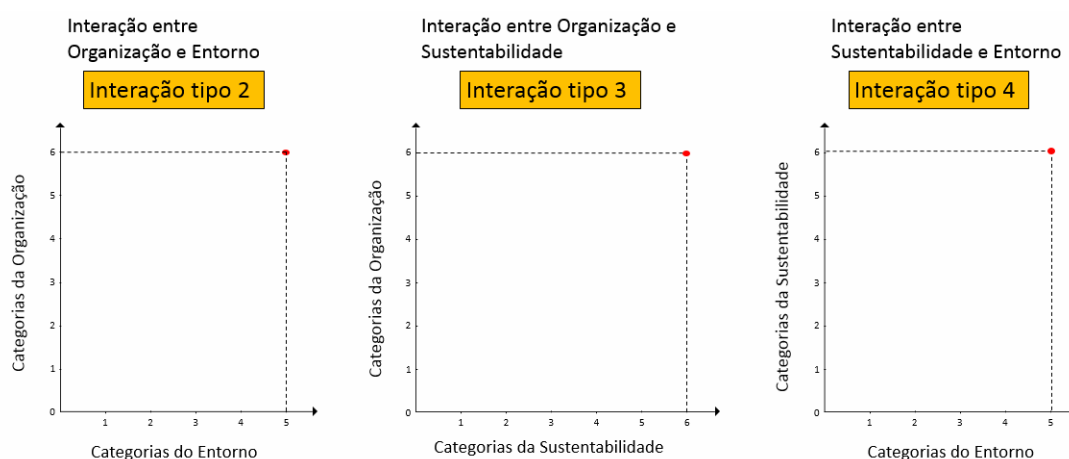 Interação entre
Organização e Entorno
Interação tipo 2
Categorias da Organização
6
5
4
3
2
1
0
1 2 3 4 5
Categorias do Entorno
Interação entre Organização e
Sustentabilidade
Interação tipo 3
Categorias da Organização
6
5
4
3
2
1
0
1 2 3 4 5 6
Categorias da Sustentabilidade
Interação entre
Sustentabilidade e Entorno
Interação tipo 4
Categorias da Sustentabilidade
6
5
4
3
2
1
0
1 2 3 4 5
Categorias do Entorno